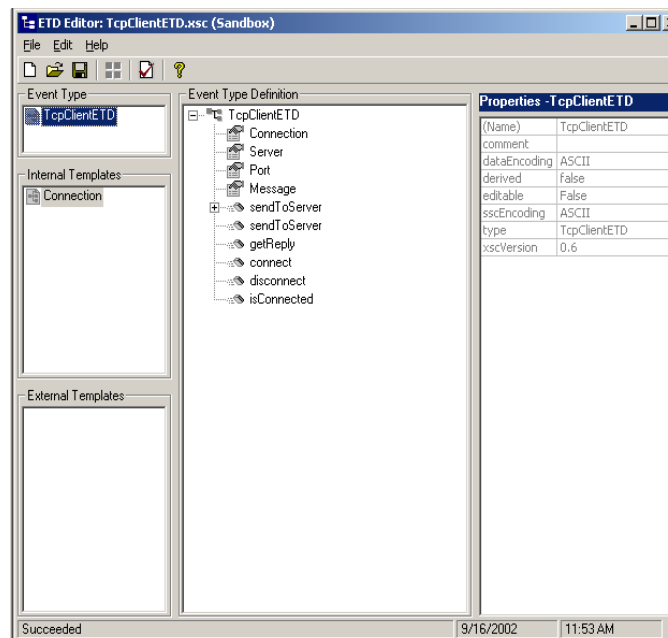 ETD Editor: TcpClientETD.xsc (Sandbox)
File Edit Help
Event Type
TcpClientETD
Internal Templates
Connection
External Templates
Event Type Definition
TcpClientETD
Connection
Server
Port
Message
sendToServer
sendToServer
getReply
connect
disconnect
isConnected
Properties -TcpClientETD
(Name) TcpClientETD
comment
dataEncoding ASCII
derived false
editable False
sscEncoding ASCII
type TcpClientETD
xscVersion 0.6
Succeeded 9/16/2002 11:53 AM